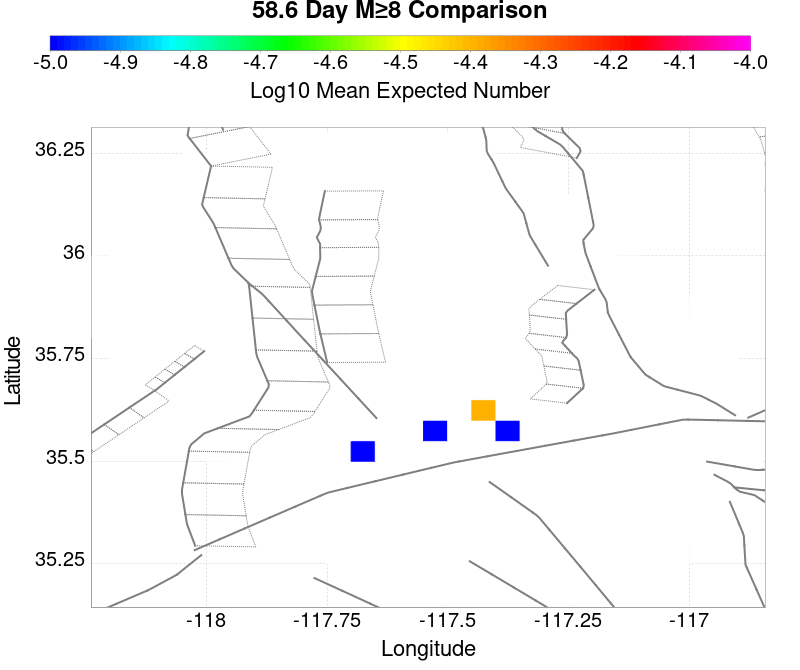 58.6 Day M≥8 Comparison
-5.0 -4.9 -4.8 -4.7 -4.6 -4.5 -4.4 -4.3 -4.2 -4.1 -4.0
Log10 Mean Expected Number
36.25
36
35.75
35.5
35.25
Latitude
-118 -117.75 -117.5 -117.25 -117
Longitude